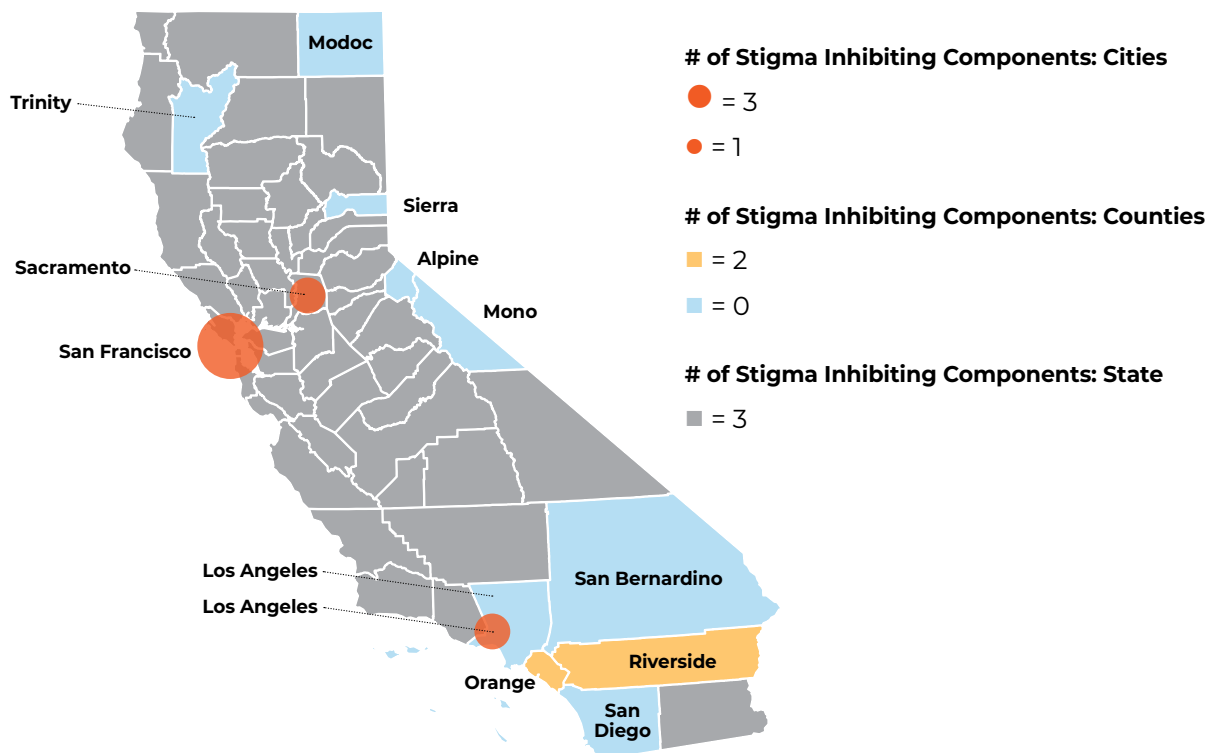 Modoc
Trinity
Sierra
Alpine
Sacramento
Mono
San Francisco
Los Angeles
San Bernardino
Los Angeles
Riverside
Orange
San
Diego
# of Stigma Inhibiting Components: Cities
= 3
= 1
# of Stigma Inhibiting Components: Counties
= 2
= 0
# of Stigma Inhibiting Components: State
= 3